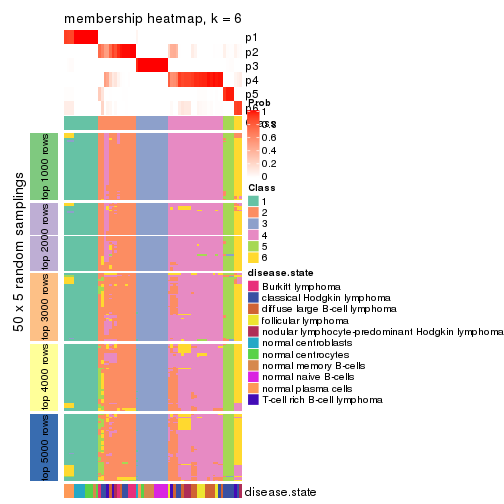 membership heatmap, k = 6
p1
p2
p3
p4
p5
p6
Prob
1
0.8
0.6
0.4
0.2
0
Class
1
2
3
4
5
6
disease.state
Burkitt lymphoma
classical Hodgkin lymphoma
diffuse large B-cell lymphoma
follicular lymphoma
nodular lymphocyte-predominant Hodgkin lymphoma
normal centroblasts
normal centrocytes
normal memory B-cells
normal naive B-cells
normal plasma cells
T-cell rich B-cell lymphoma
50 x 5 random samplings
top 1000 rows
top 2000 rows
top 3000 rows
top 4000 rows
top 5000 rows
disease.state